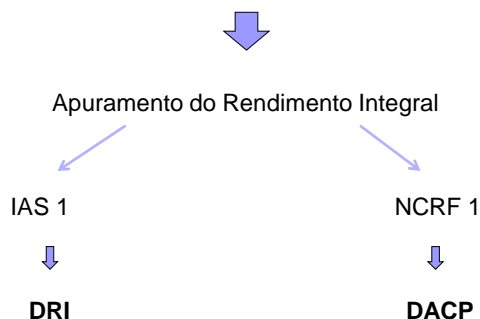 Apuramento do Rendimento Integral
IAS 1
NCRF 1
DRI
DACP